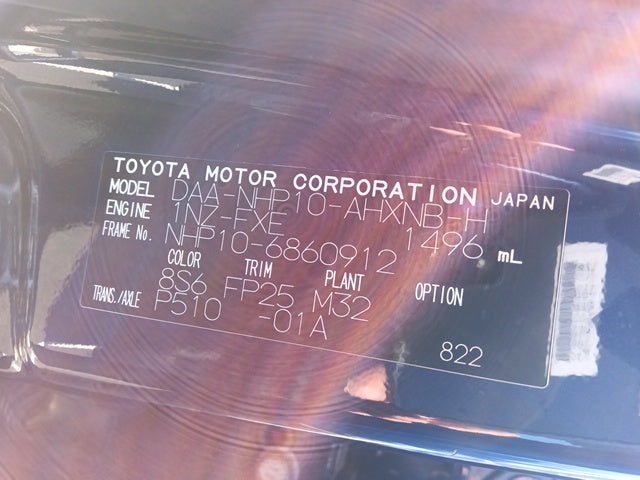 TOYOTA MOTOR CORPORATION JAPAN
MODEL DAA-NHP10-AHXNB-H
ENGINE 1NZ-FXE 1496 mL
FRAME No. NHP10-6860912
COLOR TRIM PLANT OPTION
8S6 FP25 M32
TRANS./AXLE P510 -01A
822